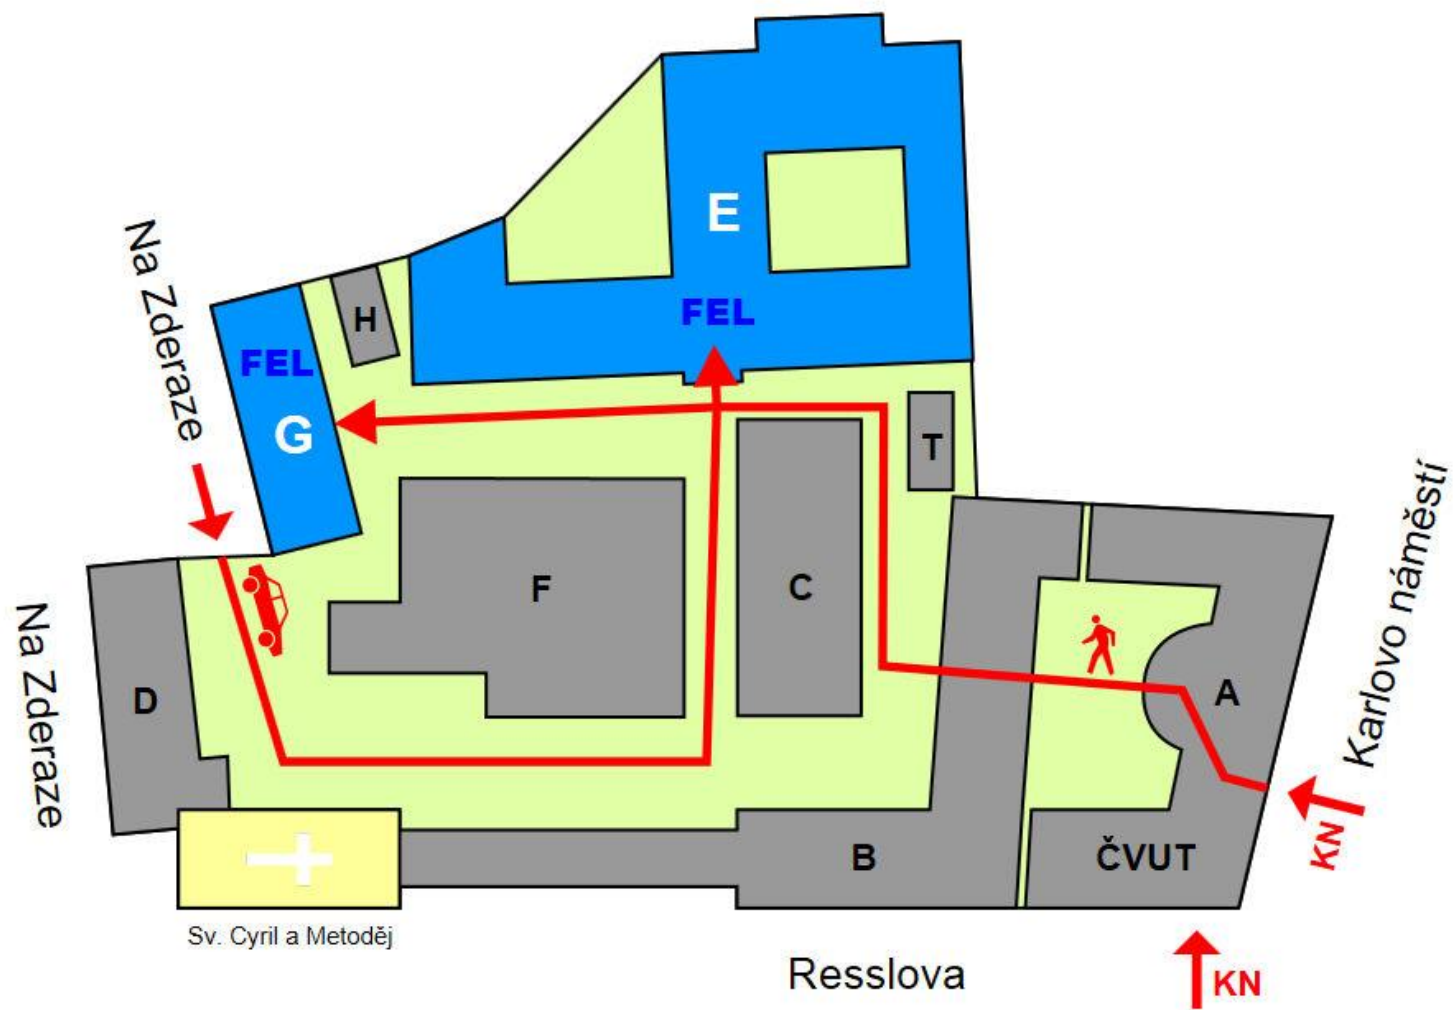 E
FEL
Na Zderaze
H
FEL
G
T
Karlovo náměstí
F
C
Na Zderaze
D
A
KN
B
ČVUT
Sv. Cyril a Metoděj
Resslova
KN